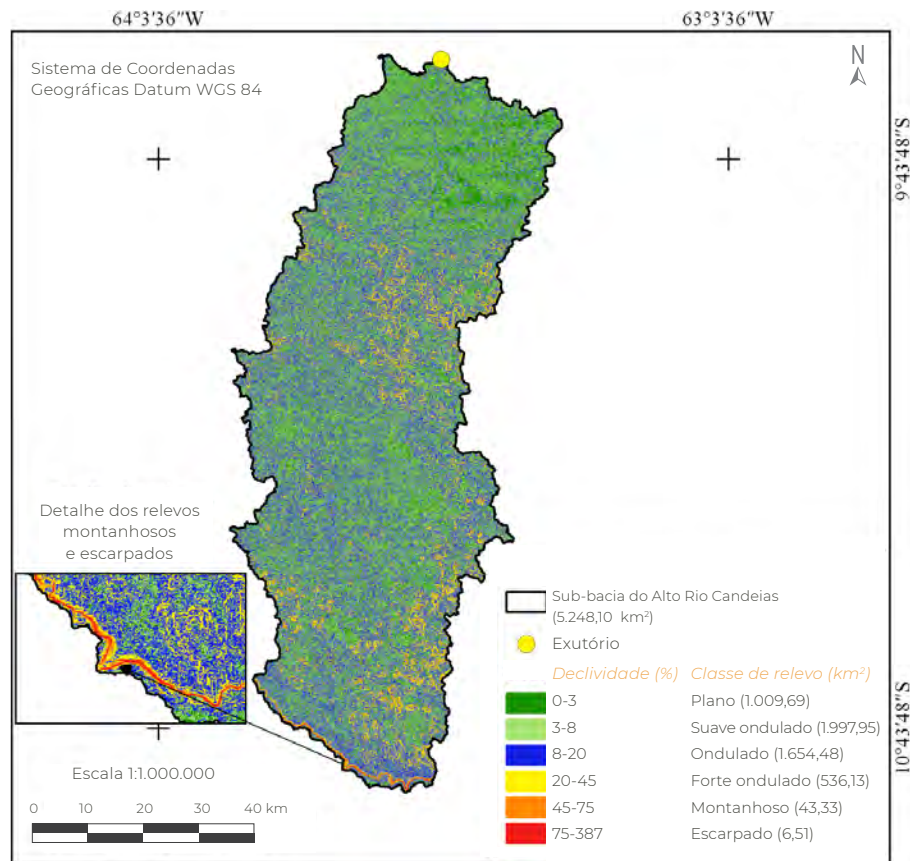 64°3'36"W
63°3'36"W
Sistema de Coordenadas
Geográficas Datum WGS 84
N
9°43'48"S
Detalhe dos relevos
montanhosos
e escarpados
Sub-bacia do Alto Rio Candeias
(5.248,10 km²)
Exutório
Declividade (%) Classe de relevo (km²)
0-3 Plano (1.009,69)
3-8 Suave ondulado (1.997,95)
8-20 Ondulado (1.654,48)
20-45 Forte ondulado (536,13)
45-75 Montanhoso (43,33)
75-387 Escarpado (6,51)
10°43'48"S
Escala 1:1.000.000
0 10 20 30 40 km